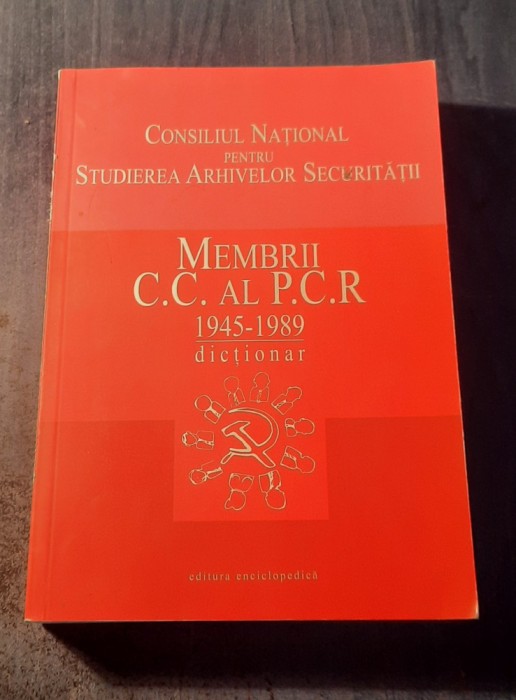 CONSILIUL NAȚIONAL
PENTRU
STUDIEREA ARHIVELOR SECURITĂȚII
MEMBRII
C.C. AL P.C.R
1945-1989
dicționar
editura enciclopedică